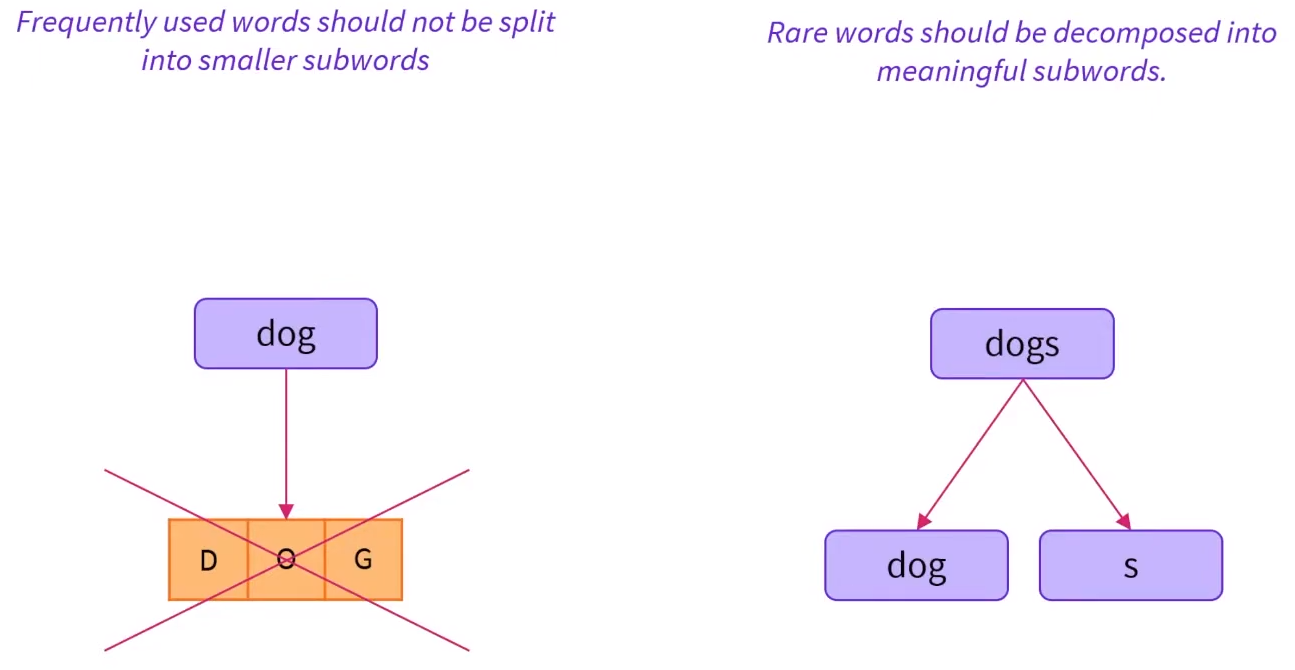 Frequently used words should not be split
into smaller subwords
dog
D O G
Rare words should be decomposed into
meaningful subwords.
dogs
dog
s